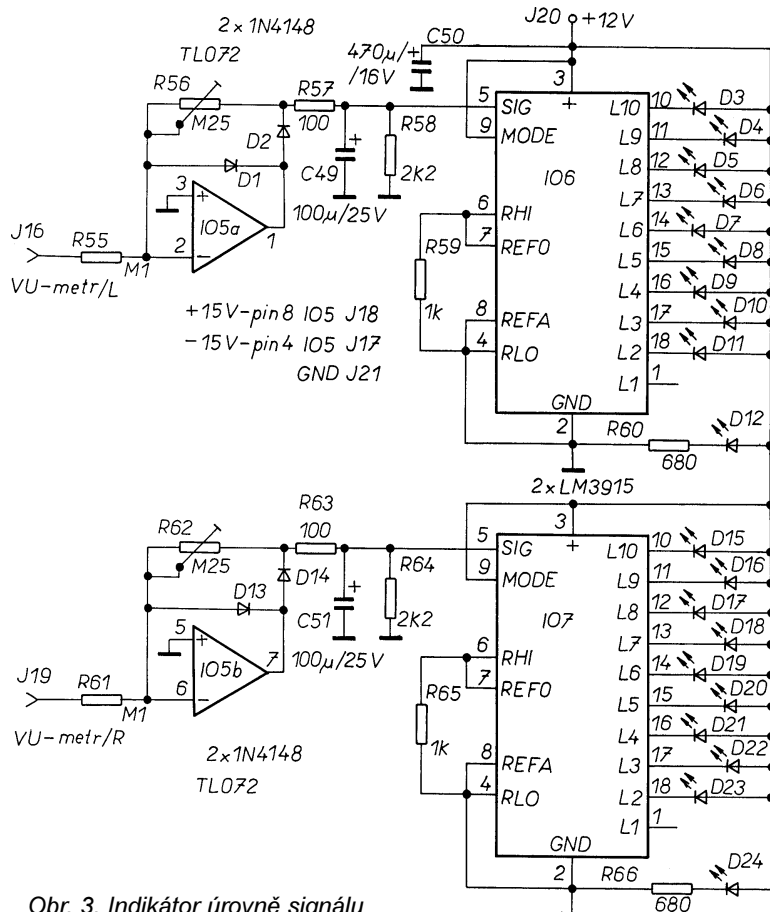 J20
+12V
2 x 1N4148
TL072
C50
470µ/
/16V
R56
M25
R57
100
D2
D1
C49
100µ/25V
R58
2K2
3
+
IO5a
1
2
−
J16
R55
M1
VU-metr/L
+15V-pin 8 IO5 J18
−15V-pin 4 IO5 J17
GND J21
R59
1k
3
+
5 SIG
9 MODE
IO6
6 RHI
7 REFO
8 REFA
4 RLO
GND
2
L10 10 D3
L9 11 D4
L8 12 D5
L7 13 D6
L6 14 D7
L5 15 D8
L4 16 D9
L3 17 D10
L2 18 D11
L1 1
R60
680
D12
2xLM3915
R62
M25
R63
100
D14
D13
+
C51
100µ/25V
R64
2K2
5
+
IO5b
7
6
−
J19
R61
M1
VU-metr/R
2x1N4148
TL072
R65
1k
3
+
5 SIG
9 MODE
IO7
6 RHI
7 REFO
8 REFA
4 RLO
GND
2
L10 10 D15
L9 11 D16
L8 12 D17
L7 13 D18
L6 14 D19
L5 15 D20
L4 16 D21
L3 17 D22
L2 18 D23
L1 1
R66
680
D24
Obr. 3. Indikátor úrovně signálu